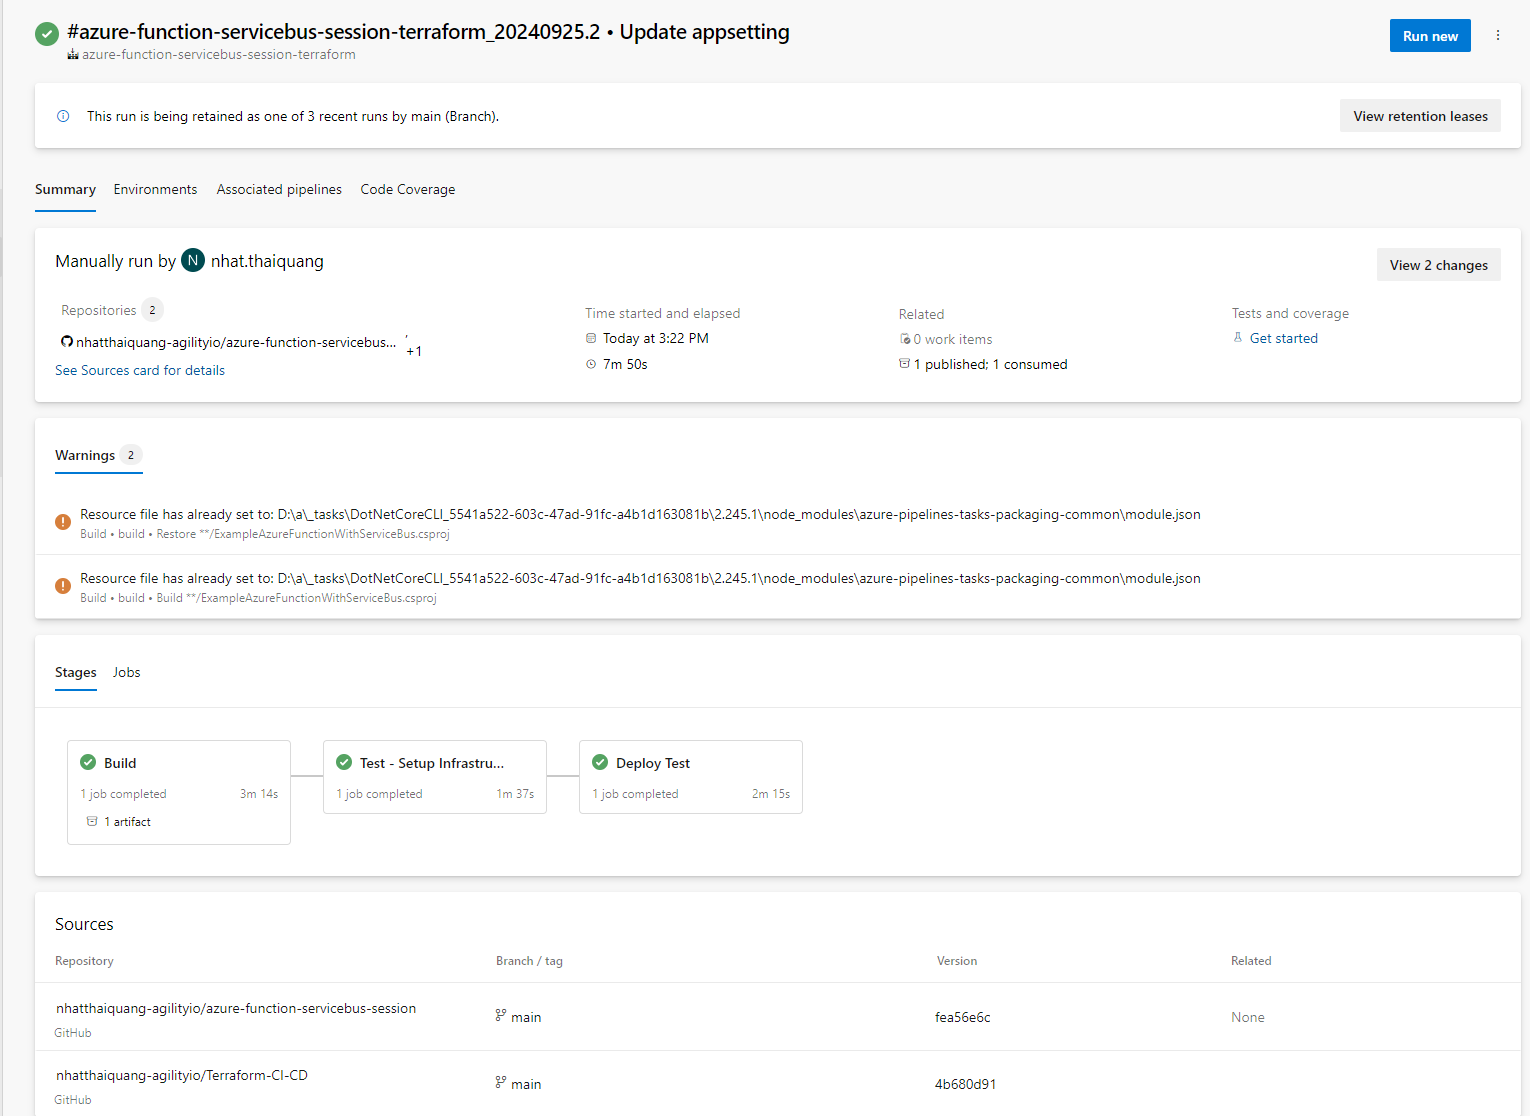 #azure-function-servicebus-session-terraform_20240925.2 • Update appsetting
azure-function-servicebus-session-terraform
Run new
This run is being retained as one of 3 recent runs by main (Branch).
View retention leases
Summary Environments Associated pipelines Code Coverage
Manually run by N nhat.thaiquang
View 2 changes
Repositories 2
Time started and elapsed
Related
Tests and coverage
nhatthaiquang-agilityio/azure-function-servicebus... , +1
Today at 3:22 PM
0 work items
Get started
See Sources card for details
7m 50s
1 published; 1 consumed
Warnings 2
Resource file has already set to: D:\a\_tasks\DotNetCoreCLI_5541a522-603c-47ad-91fc-a4b1d163081b\2.245.1\node_modules\azure-pipelines-tasks-packaging-common\module.json
Build • build • Restore **/ExampleAzureFunctionWithServiceBus.csproj
Resource file has already set to: D:\a\_tasks\DotNetCoreCLI_5541a522-603c-47ad-91fc-a4b1d163081b\2.245.1\node_modules\azure-pipelines-tasks-packaging-common\module.json
Build • build • Build **/ExampleAzureFunctionWithServiceBus.csproj
Stages Jobs
Build
1 job completed 3m 14s
1 artifact
Test - Setup Infrastru...
1 job completed 1m 37s
Deploy Test
1 job completed 2m 15s
Sources
Repository Branch / tag Version Related
nhatthaiquang-agilityio/azure-function-servicebus-session
GitHub
main
fea56e6c
None
nhatthaiquang-agilityio/Terraform-CI-CD
GitHub
main
4b680d91